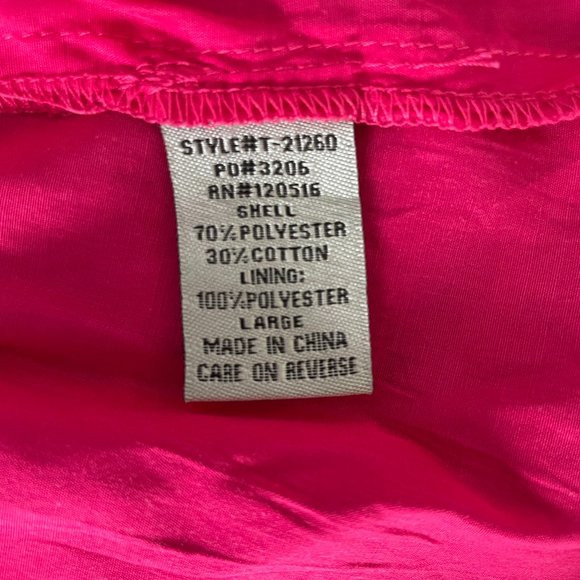 STYLE#T-21260
PO#3206
RN#120516
SHELL
70%POLYESTER
30%COTTON
LINING:
100%POLYESTER
LARGE
MADE IN CHINA
CARE ON REVERSE